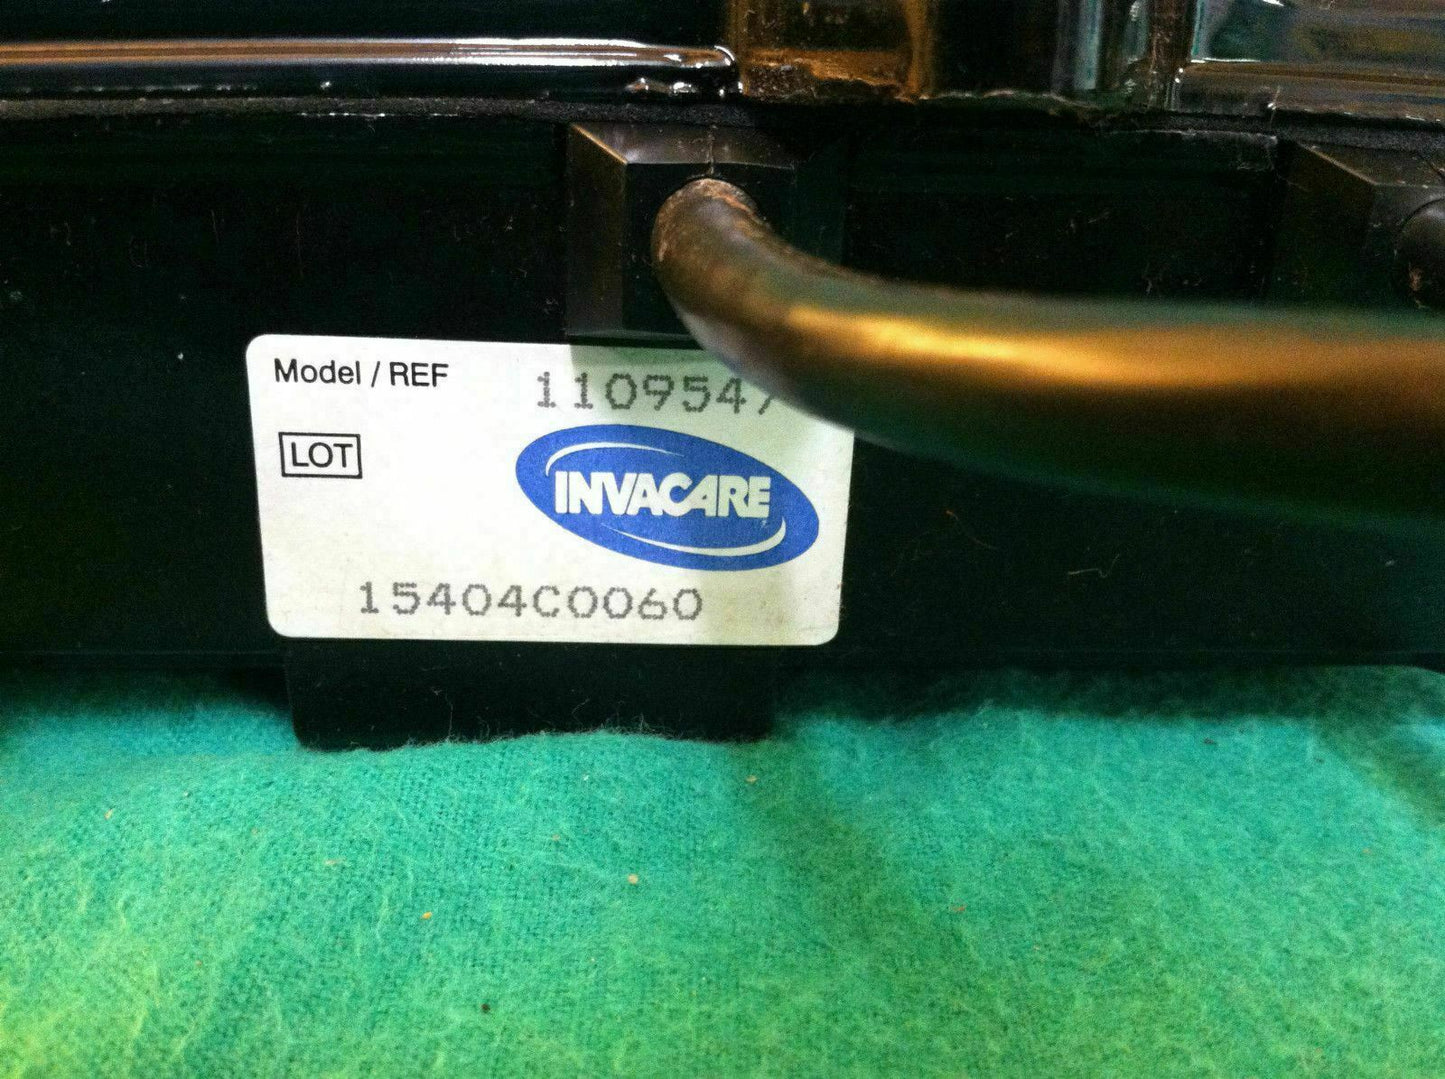 Model / REF 1109547
LOT
INVACARE
15404C0060